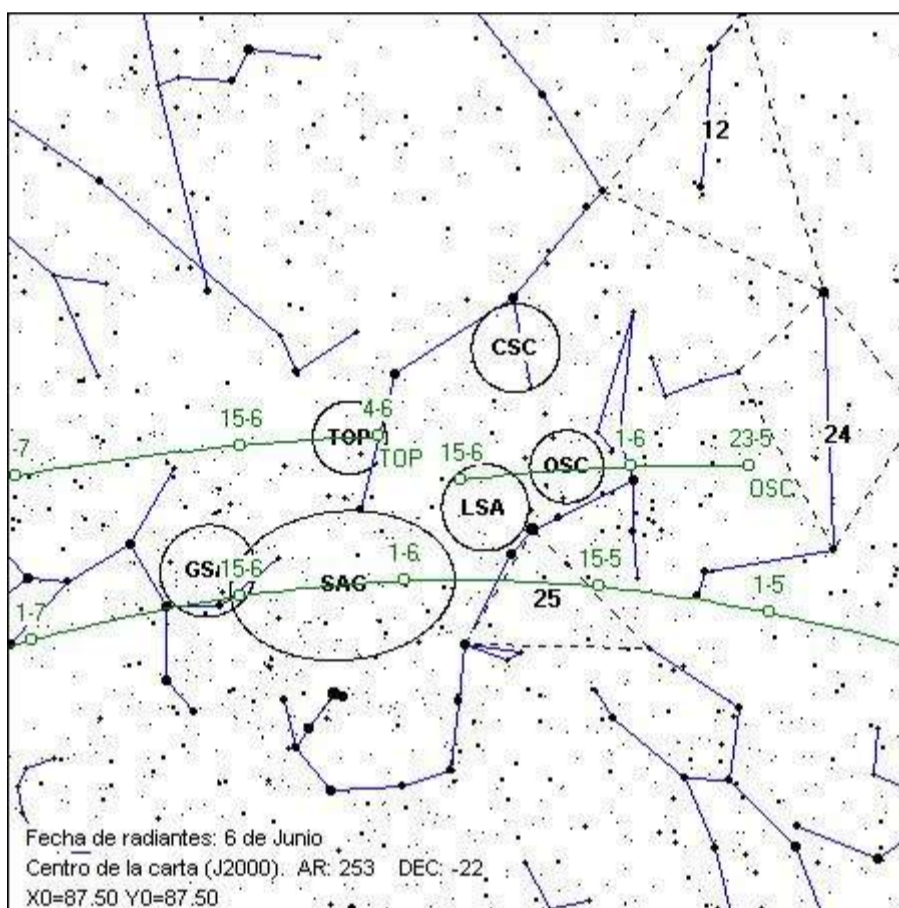 12
CSC
4-6
15-6
TOP
TOP
-7
15-6
1-6
23-5
24
OSC
OSC
LSA
1-6
15-5
GSA
15-6
SAG
25
1-5
1-7
Fecha de radiantes: 6 de Junio
Centro de la carta (J2000). AR: 253 DEC: -22
X0=87.50 Y0=87.50